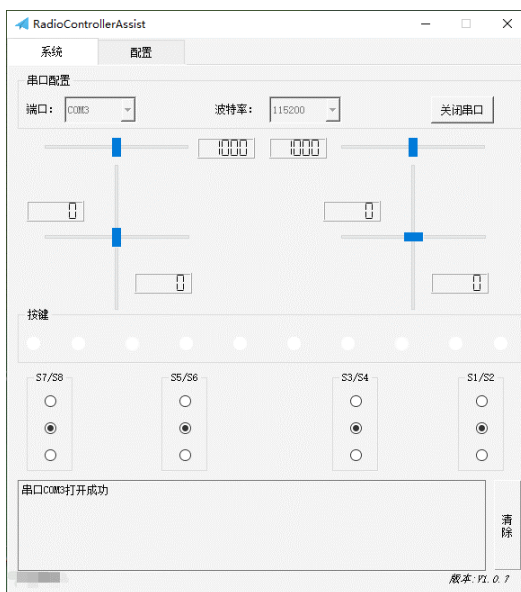 RadioControllerAssist
系统 配置
串口配置
端口: COM3 波特率: 115200 关闭串口
1000 1000
0 0
0 0
按键
S7/S8 S5/S6 S3/S4 S1/S2
串口COM3打开成功
清
除
版本:V1.0.7